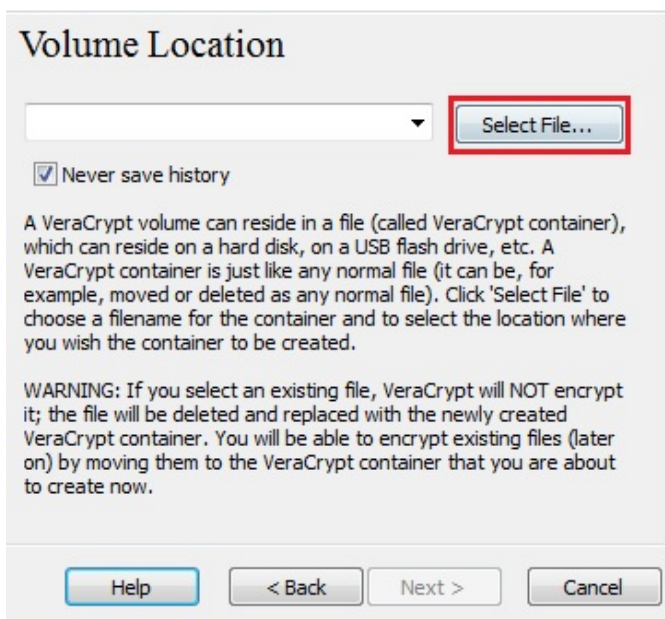 Volume Location
Select File...
Never save history
A VeraCrypt volume can reside in a file (called VeraCrypt container),
which can reside on a hard disk, on a USB flash drive, etc. A
VeraCrypt container is just like any normal file (it can be, for
example, moved or deleted as any normal file). Click 'Select File' to
choose a filename for the container and to select the location where
you wish the container to be created.
WARNING: If you select an existing file, VeraCrypt will NOT encrypt
it; the file will be deleted and replaced with the newly created
VeraCrypt container. You will be able to encrypt existing files (later
on) by moving them to the VeraCrypt container that you are about
to create now.
Help < Back Next > Cancel